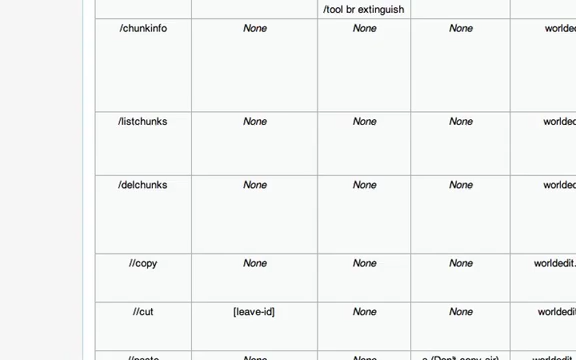 /tool br extinguish
/chunkinfo None None None
/listchunks None None None
/delchunks None None None
//copy None None None worldedit.
//cut [leave-id] None None